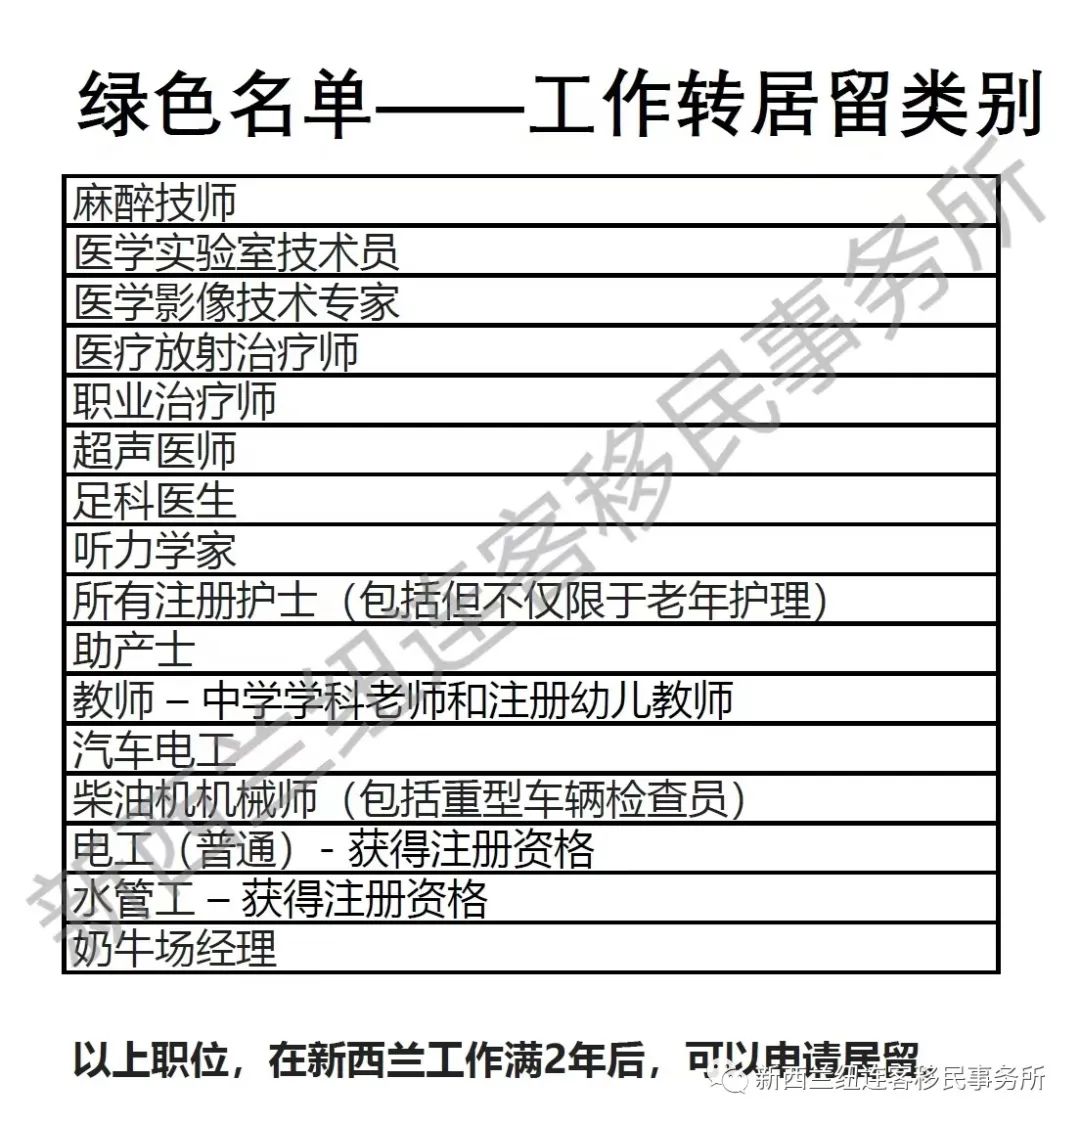 绿色名单——工作转居留类别
麻醉技师
医学实验室技术员
医学影像技术专家
医疗放射治疗师
职业治疗师
超声医师
足科医生
听力学家
所有注册护士（包括但不仅限于老年护理）
助产士
教师 – 中学学科老师和注册幼儿教师
汽车电工
柴油机机械师（包括重型车辆检查员）
电工（普通）- 获得注册资格
水管工 – 获得注册资格
奶牛场经理
新西兰纽连客移民事务所
以上职位，在新西兰工作满2年后，可以申请居留。
新西兰纽连客移民事务所